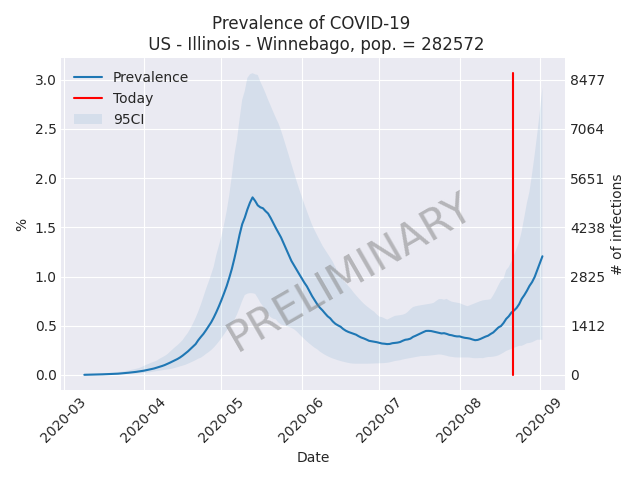 Prevalence of COVID-19
US - Illinois - Winnebago, pop. = 282572
Prevalence
Today
95CI
3.0
2.5
2.0
1.5
1.0
0.5
0.0
%
8477
7064
5651
4238
2825
1412
0
# of infections
PRELIMINARY
2020-03
2020-04
2020-05
2020-06
2020-07
2020-08
2020-09
Date